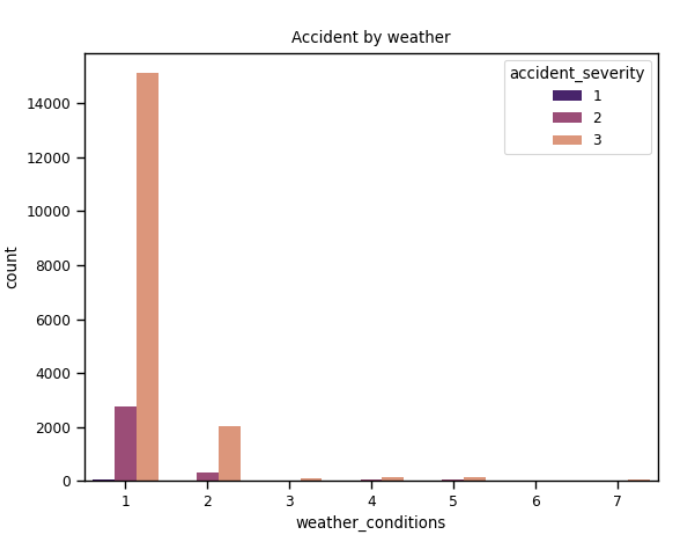 Accident by weather
accident_severity
1
2
3
14000
12000
10000
8000
6000
4000
2000
0
count
1 2 3 4 5 6 7
weather_conditions